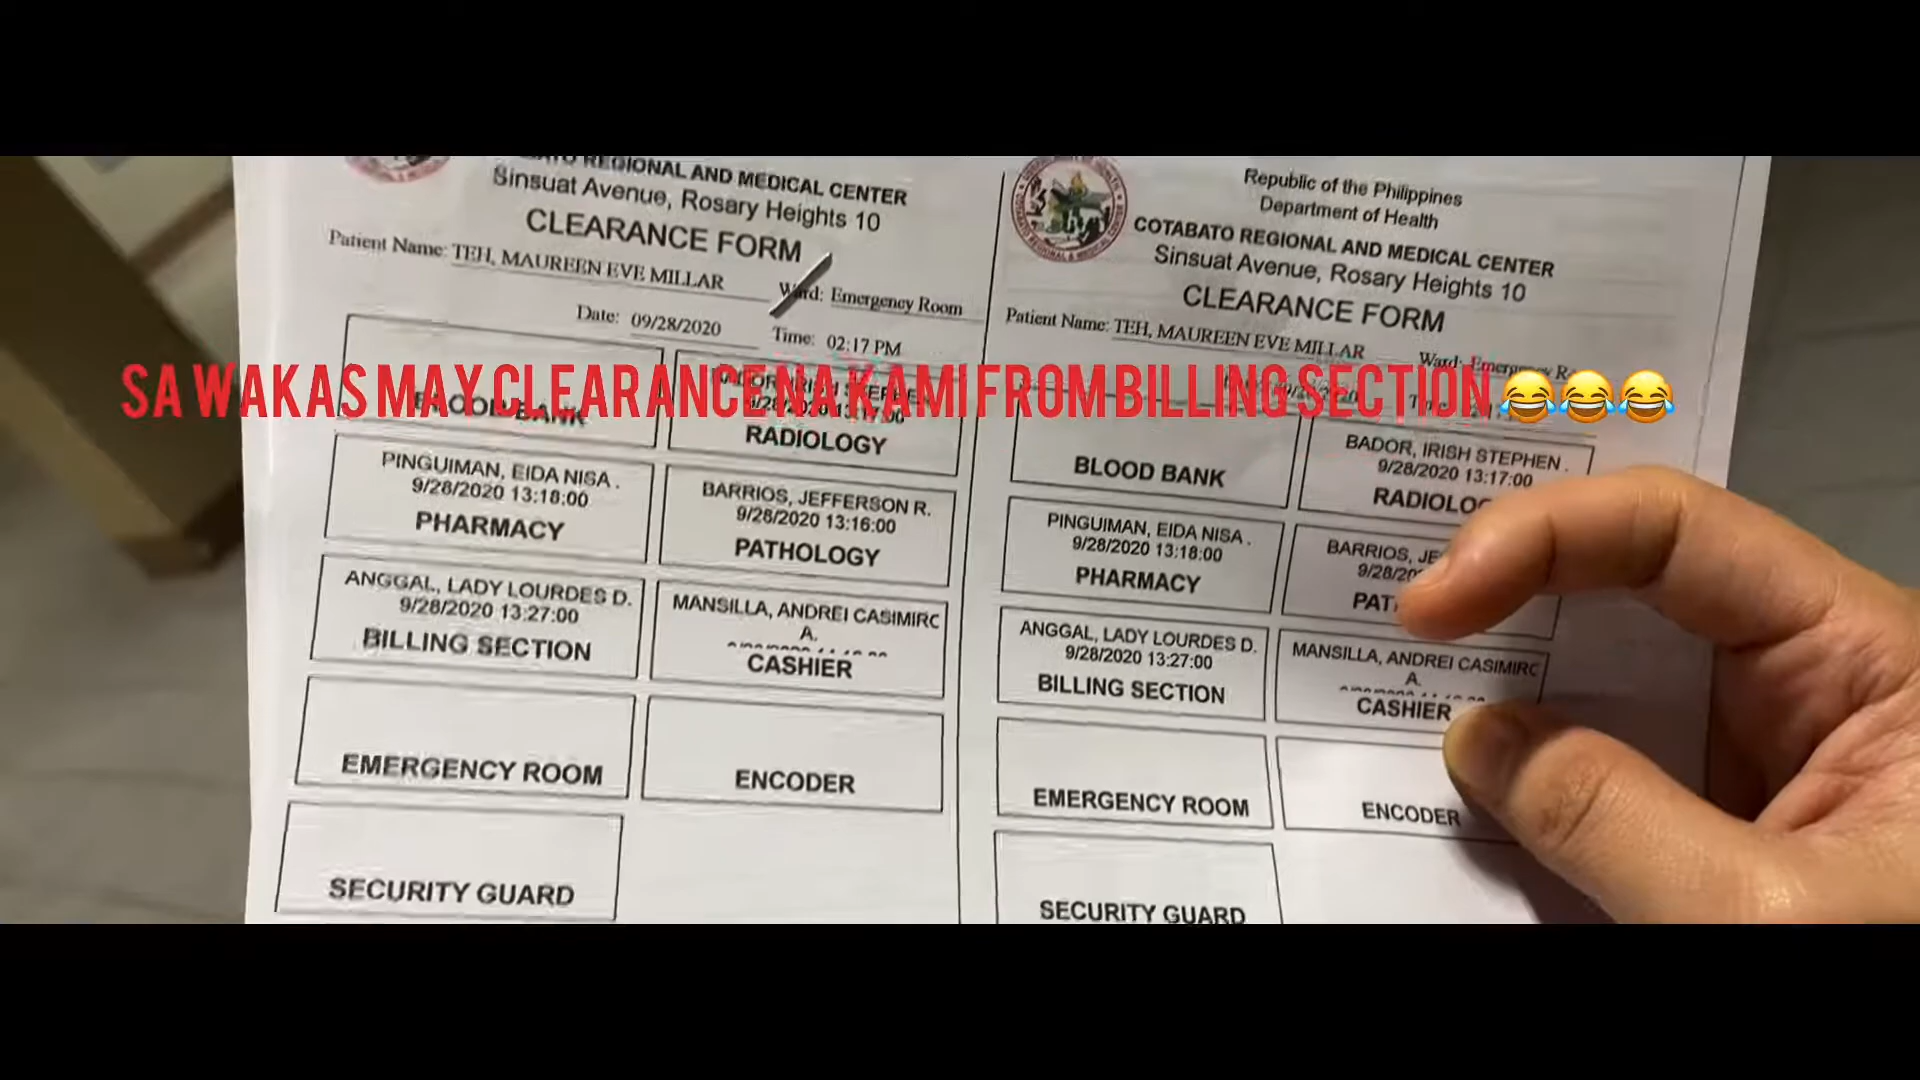 REGIONAL AND MEDICAL CENTER
Sinsuat Avenue, Rosary Heights 10
CLEARANCE FORM
Patient Name: TEH, MAUREEN EVE MILLAR Ward: Emergency Room
Date: 09/28/2020 Time: 02:17 PM
BLOOD BANK
RADIOLOGY
PINGUIMAN, EIDA NISA .
9/28/2020 13:18:00
PHARMACY
BARRIOS, JEFFERSON R.
9/28/2020 13:16:00
PATHOLOGY
ANGGAL, LADY LOURDES D.
9/28/2020 13:27:00
BILLING SECTION
MANSILLA, ANDREI CASIMIRO
A.
CASHIER
EMERGENCY ROOM
ENCODER
SECURITY GUARD
Republic of the Philippines
Department of Health
COTABATO REGIONAL AND MEDICAL CENTER
Sinsuat Avenue, Rosary Heights 10
CLEARANCE FORM
Patient Name: TEH, MAUREEN EVE MILLAR Ward:
SA WAKAS MAY CLEARANCE NA KAMI FROM BILLING SECTION 😂😂😂
BLOOD BANK
BADOR, IRISH STEPHEN .
9/28/2020 13:17:00
PINGUIMAN, EIDA NISA .
9/28/2020 13:18:00
PHARMACY
ANGGAL, LADY LOURDES D.
9/28/2020 13:27:00
BILLING SECTION
MANSILLA, ANDREI CASIMIRO
A.
CASHIER
EMERGENCY ROOM
ENCODER
SECURITY GUARD